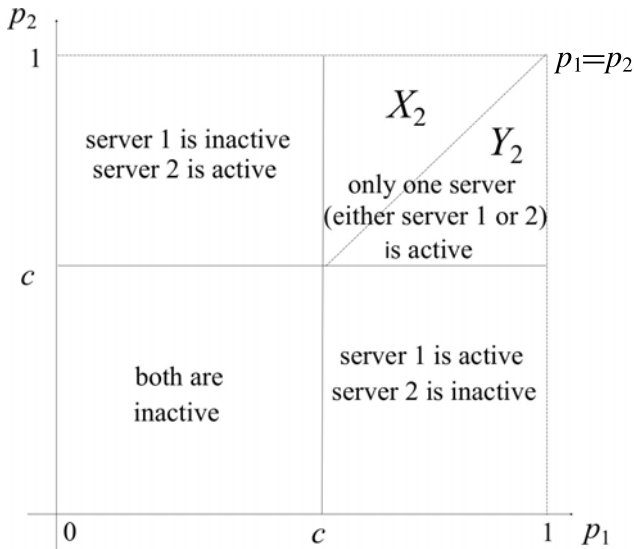 p2
1
p1=p2
X2
Y2
server 1 is inactive
server 2 is active
only one server
(either server 1 or 2)
is active
c
both are
inactive
server 1 is active
server 2 is inactive
0
c
1
p1